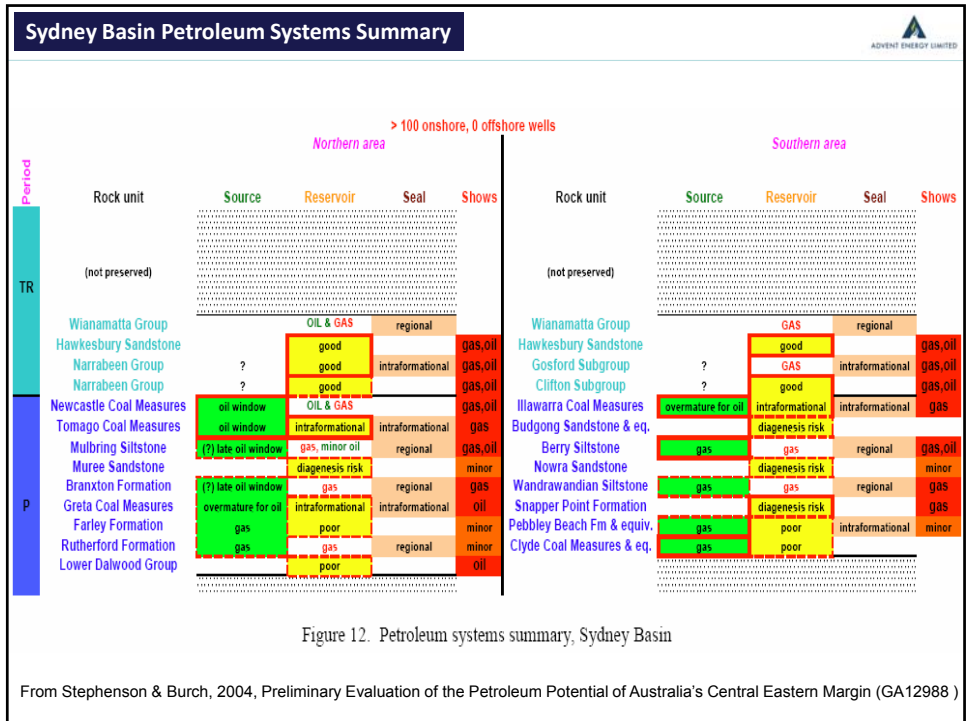 Sydney Basin Petroleum Systems Summary
ADVENT ENERGY LIMITED
> 100 onshore, 0 offshore wells
Northern area
Southern area
Period
Rock unit Source Reservoir Seal Shows
Rock unit Source Reservoir Seal Shows
TR
(not preserved)
(not preserved)
Wianamatta Group OIL & GAS regional
Wianamatta Group GAS regional
Hawkesbury Sandstone good gas,oil
Hawkesbury Sandstone good gas,oil
Narrabeen Group ? good intraformational gas,oil
Gosford Subgroup ? GAS intraformational gas,oil
Narrabeen Group ? good gas,oil
Clifton Subgroup ? good gas,oil
P
Newcastle Coal Measures oil window OIL & GAS gas,oil
Illawarra Coal Measures overmature for oil intraformational intraformational gas
Tomago Coal Measures oil window intraformational intraformational gas
Budgong Sandstone & eq. diagenesis risk
Mulbring Siltstone (?) late oil window gas, minor oil regional gas,oil
Berry Siltstone gas gas regional gas,oil
Muree Sandstone diagenesis risk minor
Nowra Sandstone diagenesis risk minor
Branxton Formation (?) late oil window gas regional gas
Wandrawandian Siltstone gas gas regional gas
Greta Coal Measures overmature for oil intraformational intraformational oil
Snapper Point Formation diagenesis risk gas
Farley Formation gas poor minor
Pebbley Beach Fm & equiv. gas poor intraformational minor
Rutherford Formation gas gas regional minor
Clyde Coal Measures & eq. gas poor
Lower Dalwood Group poor oil
Figure 12. Petroleum systems summary, Sydney Basin
From Stephenson & Burch, 2004, Preliminary Evaluation of the Petroleum Potential of Australia's Central Eastern Margin (GA12988 )